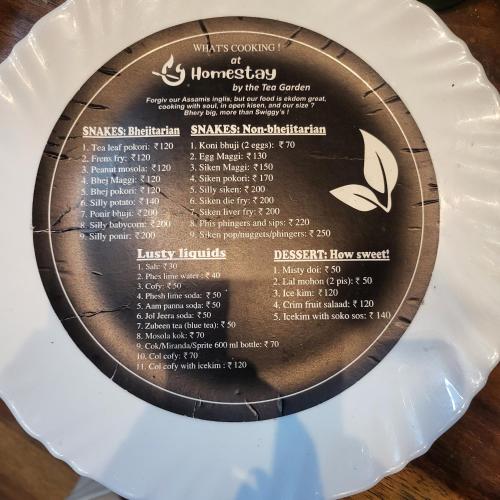 WHAT'S COOKING !
at
Homestay
by the Tea Garden
Forgiv our Assamis inglis, but our food is ekdom great,
cooking with soul, in open kisen, and our size ?
Bhery big, more than Swiggy's !
SNAKES: Bhejitarian
1. Tea leaf pokori: ₹120
2. Frens fry: ₹120
3. Peanut mosola: ₹120
4. Bhej Maggi: ₹120
5. Bhej pokori: ₹120
6. Silly potato: ₹140
7. Ponir bhuji: ₹200
8. Silly babycorn: ₹200
9. Silly ponir: ₹200
SNAKES: Non-bhejitarian
1. Koni bhuji (2 eggs): ₹70
2. Egg Maggi: ₹130
3. Siken Maggi: ₹150
4. Siken pokori: ₹170
5. Silly siken: ₹200
6. Siken die fry: ₹200
7. Siken liver fry: ₹200
8. Phis phingers and sips: ₹220
9. Siken pop/nuggets/phingers: ₹250
Lusty liquids
1. Sah: ₹30
2. Phes lime water : ₹40
3. Cofy: ₹50
4. Phesh lime soda: ₹50
5. Aam panna soda: ₹50
6. Jol Jeera soda: ₹50
7. Zubeen tea (blue tea): ₹50
8. Mosola kok: ₹70
9. Cok/Miranda/Sprite 600 ml bottle: ₹70
10. Col cofy: ₹70
11. Col cofy with icekim : ₹120
DESSERT: How sweet!
1. Misty doi: ₹50
2. Lal mohon (2 pis): ₹50
3. Ice kim: ₹120
4. Crim fruit salaad: ₹120
5. Icekim with soko sos: ₹140